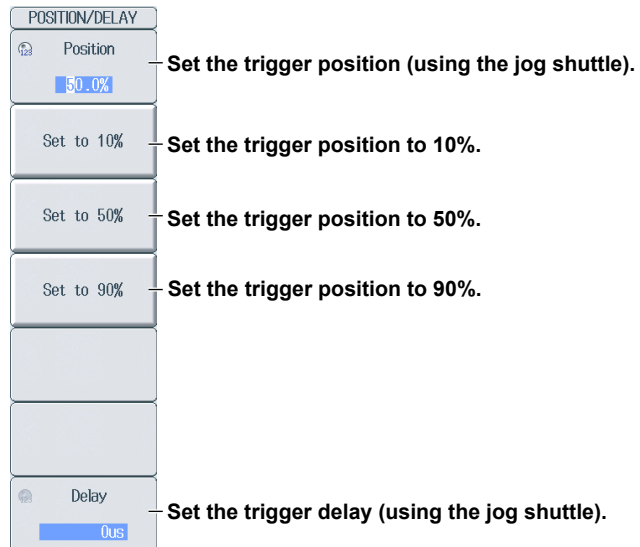 POSITION/DELAY
123 Position
50.0%
Set the trigger position (using the jog shuttle).
Set to 10%
Set the trigger position to 10%.
Set to 50%
Set the trigger position to 50%.
Set to 90%
Set the trigger position to 90%.
Delay
0us
Set the trigger delay (using the jog shuttle).